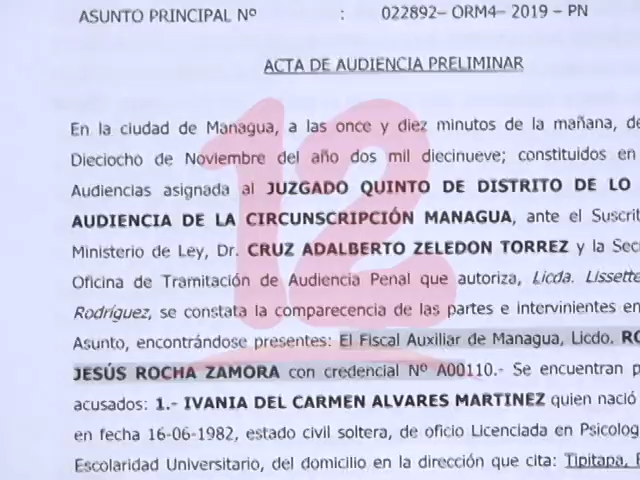 ASUNTO PRINCIPAL Nº : 022892– ORM4– 2019 – PN
ACTA DE AUDIENCIA PRELIMINAR
En la ciudad de Managua, a las once y diez minutos de la mañana, de
Dieciocho de Noviembre del año dos mil diecinueve; constituidos en
Audiencias asignada al JUZGADO QUINTO DE DISTRITO DE LO
AUDIENCIA DE LA CIRCUNSCRIPCIÓN MANAGUA, ante el Suscrit
Ministerio de Ley, Dr. CRUZ ADALBERTO ZELEDON TORREZ y la Sec
Oficina de Tramitación de Audiencia Penal que autoriza, Licda. Lissette
Rodríguez, se constata la comparecencia de las partes e intervinientes en
Asunto, encontrándose presentes: El Fiscal Auxiliar de Managua, Licdo. RO
JESÚS ROCHA ZAMORA con credencial Nº A00110.- Se encuentran p
acusados: 1.- IVANIA DEL CARMEN ALVARES MARTINEZ quien nació
en fecha 16-06-1982, estado civil soltera, de oficio Licenciada en Psicolog
Escolaridad Universitario, del domicilio en la dirección que cita: Tipitapa,
12